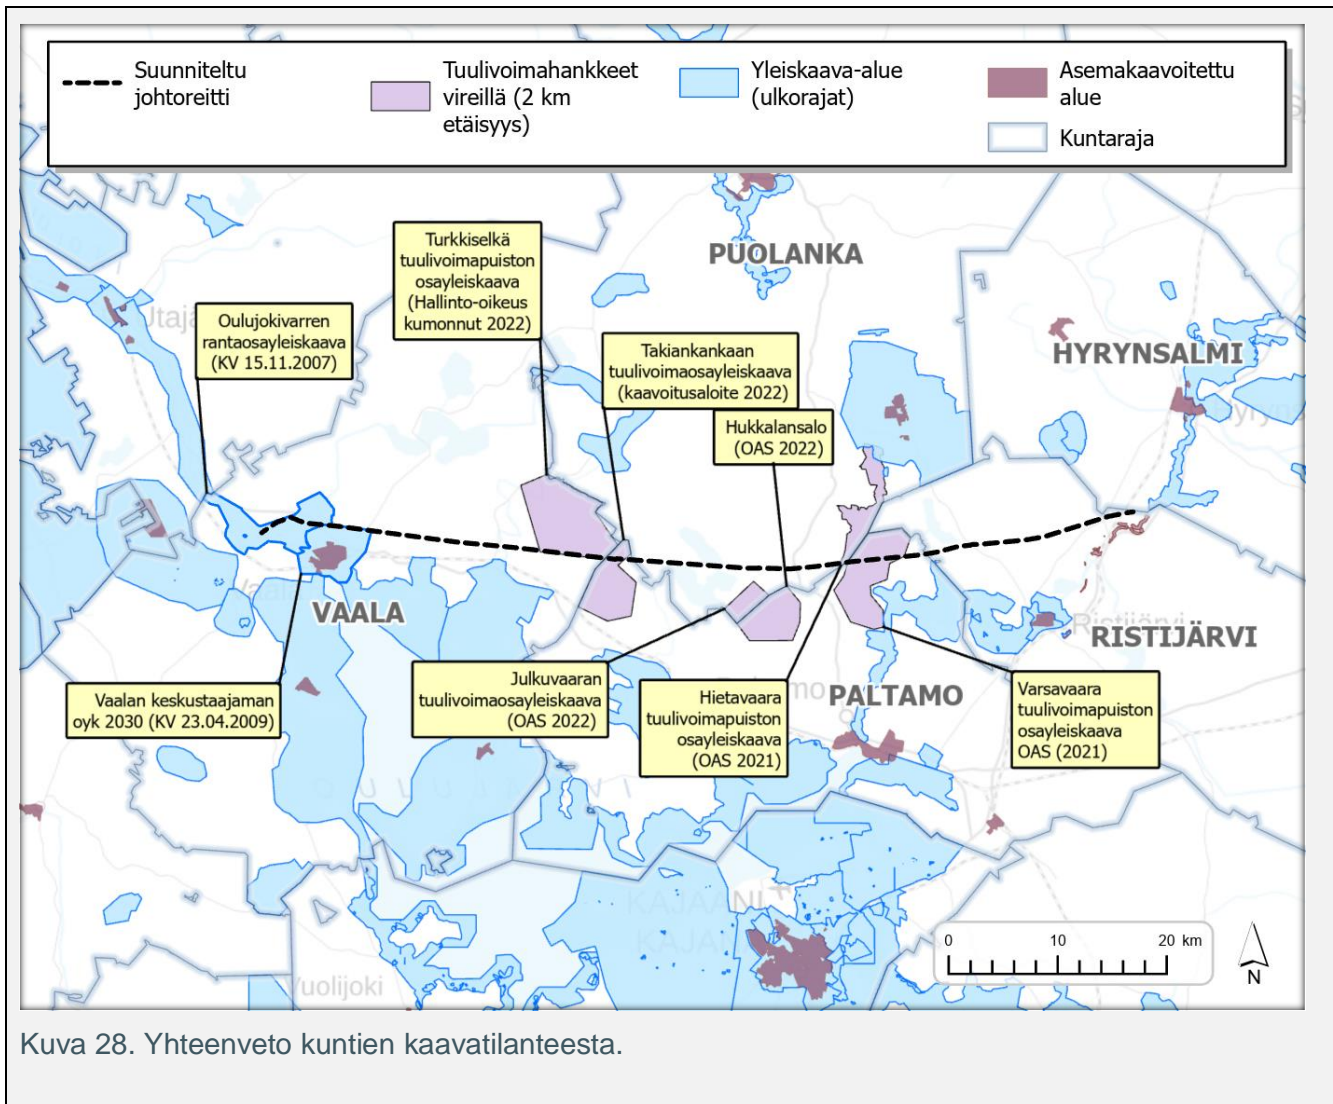 Suunniteltu
johtoreitti
Tuulivoimahankkeet
vireillä (2 km
etäisyys)
Yleiskaava-alue
(ulkorajat)
Asemakaavoitettu
alue
Kuntaraja
PUOLANKA
Turkkiselkä
tuulivoimapuiston
osayleiskaava
(Hallinto-oikeus
kumonnut 2022)
Oulujokivarren
rantaosayleiskaava
(KV 15.11.2007)
Takiankankaan
tuulivoimaosayleiskaava
(kaavoitusaloite 2022)
HYRYNSALMI
Hukkalansalo
(OAS 2022)
VAALA
RISTIJÄRVI
Ristijärvi
PALTAMO
Julkuvaaran
tuulivoimaosayleiskaava
(OAS 2022)
Hietavaara
tuulivoimapuiston
osayleiskaava
(OAS 2021)
Varsavaara
tuulivoimapuiston
osayleiskaava
OAS (2021)
Vaalan keskustaajaman
oyk 2030 (KV 23.04.2009)
KAJAANI
Vuolijoki
0 10 20 km
N
Kuva 28. Yhteenveto kuntien kaavatilanteesta.